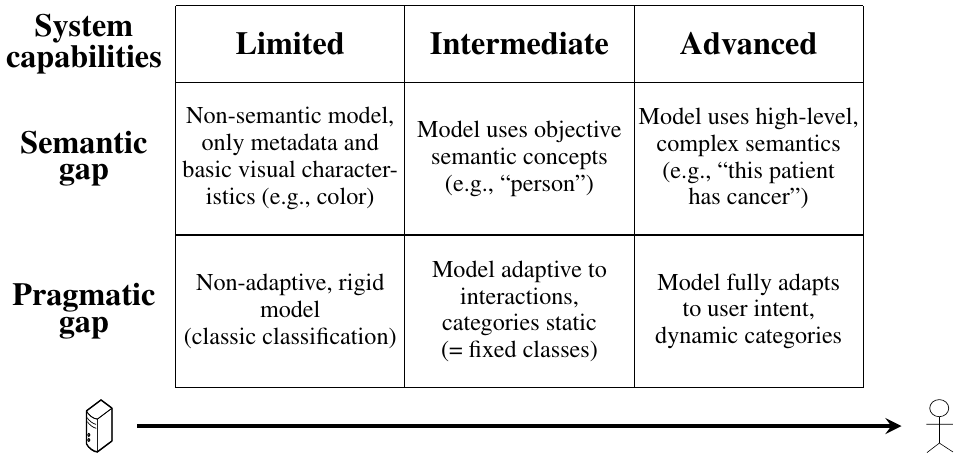 System
capabilities
Limited
Intermediate
Advanced
Semantic
gap
Non-semantic model,
only metadata and
basic visual character-
istics (e.g., color)
Model uses objective
semantic concepts
(e.g., “person”)
Model uses high-level,
complex semantics
(e.g., “this patient
has cancer”)
Pragmatic
gap
Non-adaptive, rigid
model
(classic classification)
Model adaptive to
interactions,
categories static
(= fixed classes)
Model fully adapts
to user intent,
dynamic categories